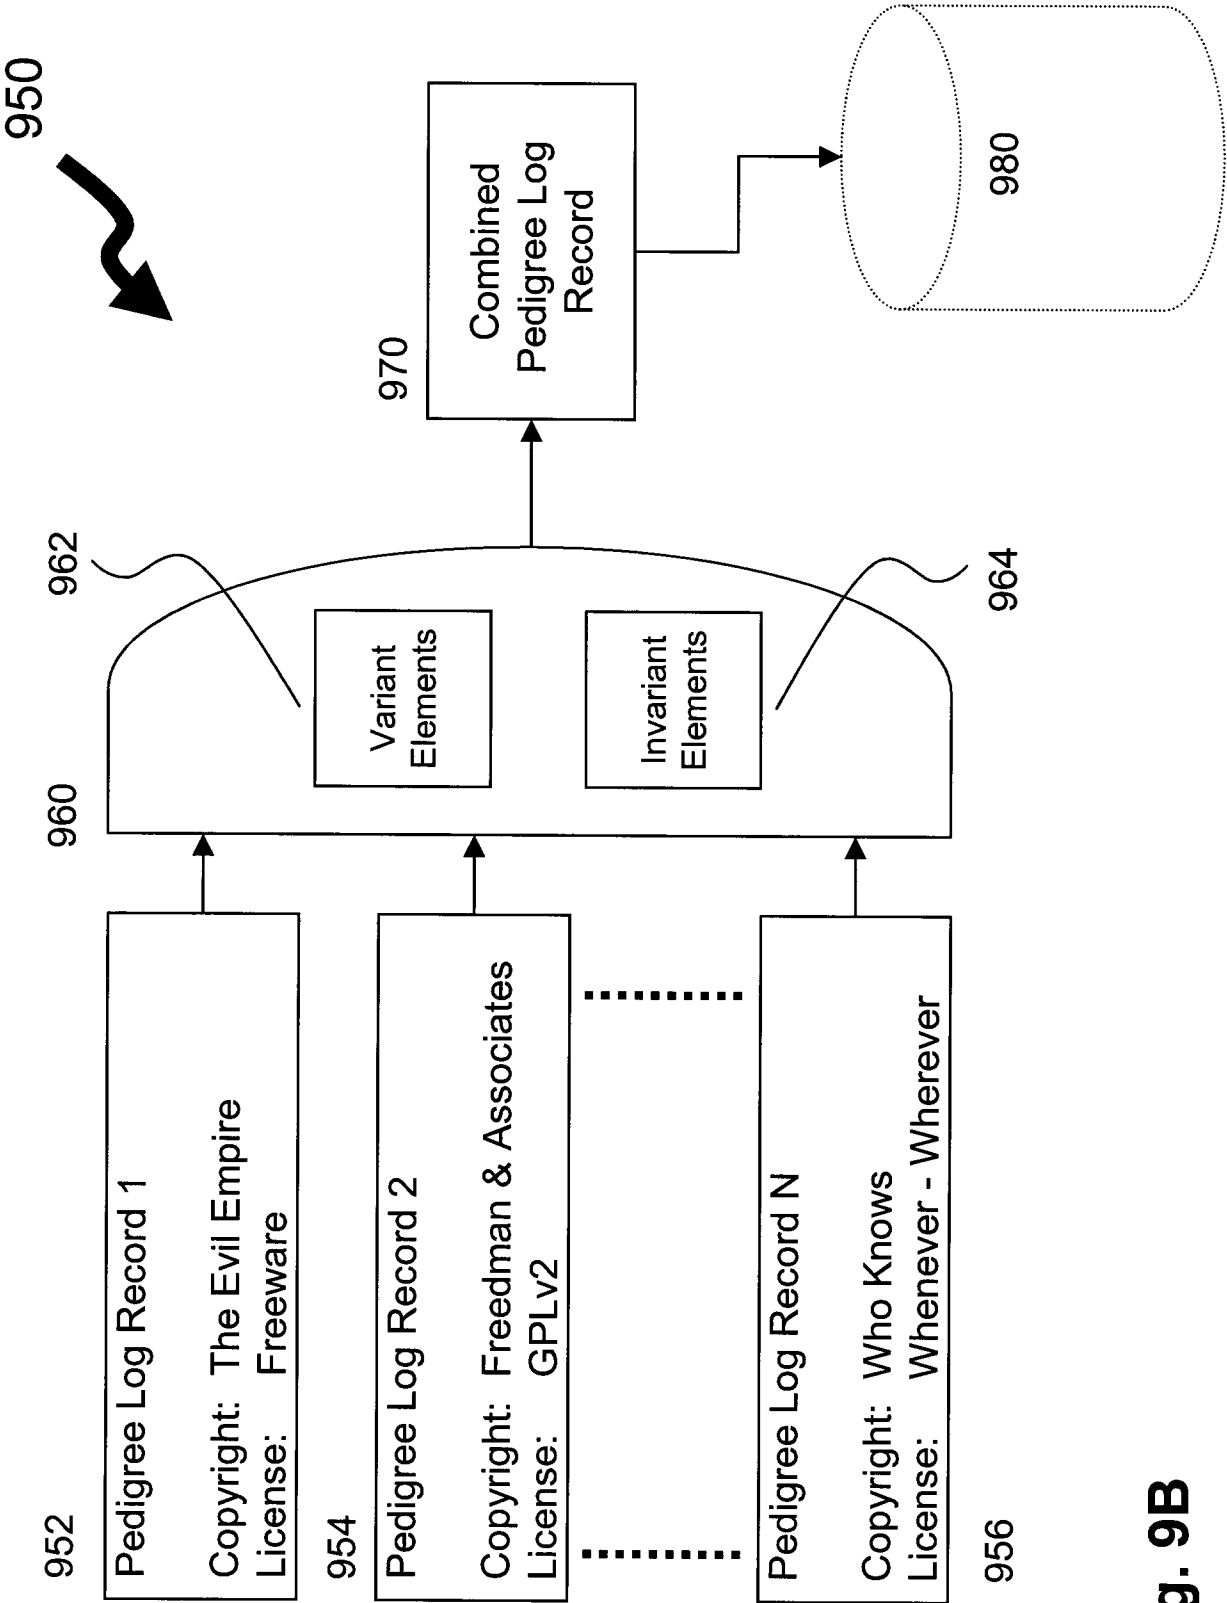 950
952
Pedigree Log Record 1
Copyright: The Evil Empire
License: Freeware
954
Pedigree Log Record 2
Copyright: Freedman & Associates
License: GPLv2
Pedigree Log Record N
Copyright: Who Knows
License: Whenever - Wherever
956
960
962
Variant
Elements
Invariant
Elements
964
970
Combined
Pedigree Log
Record
980
g. 9B